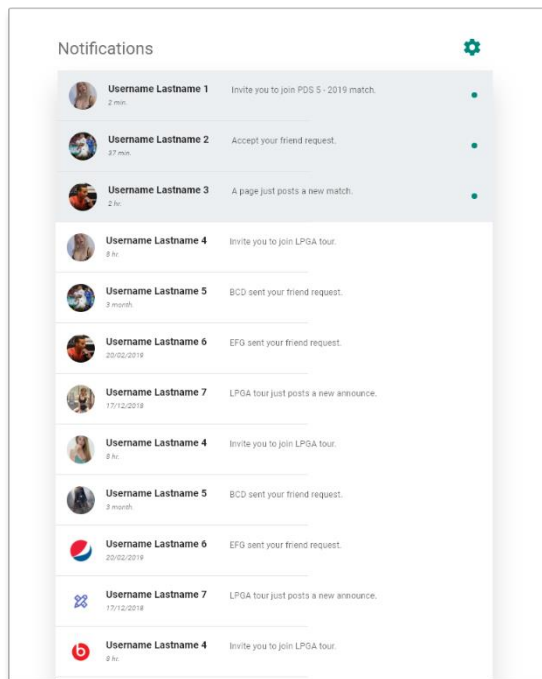 Notifications
Username Lastname 1 Invite you to join PDS 5 - 2019 match.
2 min.
Username Lastname 2 Accept your friend request.
37 min.
Username Lastname 3 A page just posts a new match.
2 hr.
Username Lastname 4 Invite you to join LPGA tour.
8 hr.
Username Lastname 5 BCD sent your friend request.
3 month.
Username Lastname 6 EFG sent your friend request.
20/02/2019
Username Lastname 7 LPGA tour just posts a new announce.
17/12/2018
Username Lastname 4 Invite you to join LPGA tour.
8 hr.
Username Lastname 5 BCD sent your friend request.
3 month.
Username Lastname 6 EFG sent your friend request.
20/02/2019
Username Lastname 7 LPGA tour just posts a new announce.
17/12/2018
Username Lastname 4 Invite you to join LPGA tour.
8 hr.